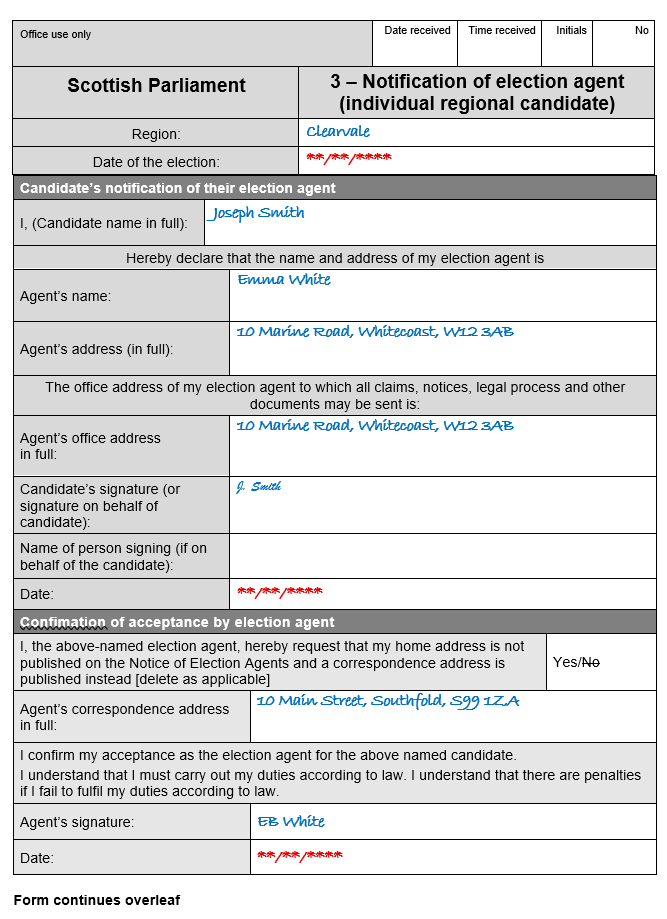 Office use only
Date received
Time received
Initials
No
Scottish Parliament
3 – Notification of election agent
(individual regional candidate)
Region:
Clearvale
Date of the election:
**/**/****
Candidate's notification of their election agent
I, (Candidate name in full):
Joseph Smith
Hereby declare that the name and address of my election agent is
Agent's name:
Emma White
Agent's address (in full):
10 Marine Road, Whitecoast, W12 3AB
The office address of my election agent to which all claims, notices, legal process and other
documents may be sent is:
Agent's office address
in full:
10 Marine Road, Whitecoast, W12 3AB
Candidate's signature (or
signature on behalf of
candidate):
J. Smith
Name of person signing (if on
behalf of the candidate):
Date:
**/**/****
Confimation of acceptance by election agent
I, the above-named election agent, hereby request that my home address is not
published on the Notice of Election Agents and a correspondence address is
published instead [delete as applicable]
Yes/No
Agent's correspondence address
in full:
10 Main Street, Southfold, S99 1ZA
I confirm my acceptance as the election agent for the above named candidate.
I understand that I must carry out my duties according to law. I understand that there are penalties
if I fail to fulfil my duties according to law.
Agent's signature:
EB White
Date:
**/**/****
Form continues overleaf